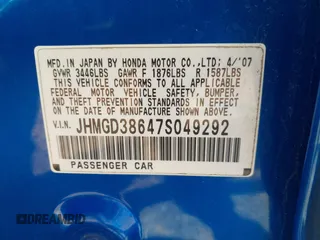 MFD. IN JAPAN BY HONDA MOTOR CO.,LTD: 4/'07
GVWR 3446LBS GAWR F 1876LBS R 1587LBS
THIS VEHICLE CONFORMS TO ALL APPLICABLE
FEDERAL MOTOR VEHICLE SAFETY, BUMPER,
AND THEFT PREVENTION STANDARDS IN EFFECT
ON THE DATE OF MANUFACTURE SHOWN ABOVE.
V.I.N. JHMGD38647S049292
PASSENGER CAR
DREAMBID